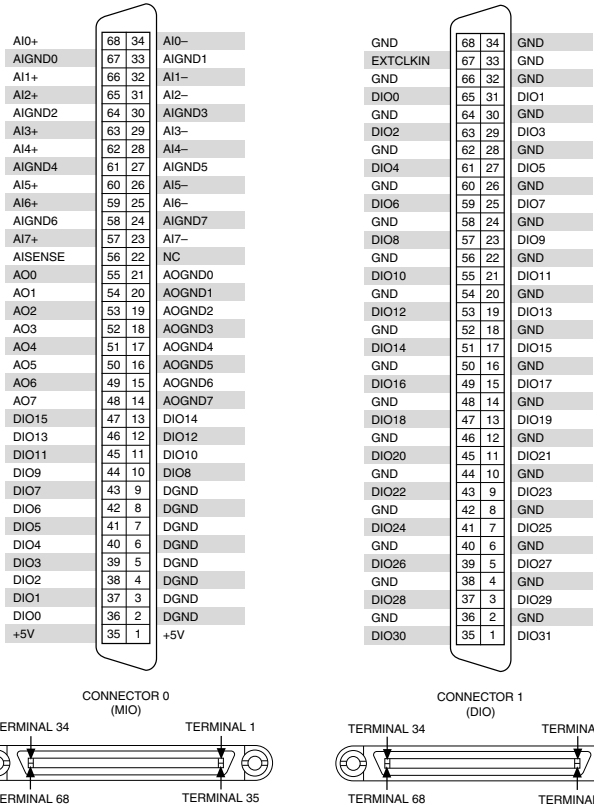 AI0+ 68 34 AI0–
AIGND0 67 33 AIGND1
AI1+ 66 32 AI1–
AI2+ 65 31 AI2–
AIGND2 64 30 AIGND3
AI3+ 63 29 AI3–
AI4+ 62 28 AI4–
AIGND4 61 27 AIGND5
AI5+ 60 26 AI5–
AI6+ 59 25 AI6–
AIGND6 58 24 AIGND7
AI7+ 57 23 AI7–
AISENSE 56 22 NC
AO0 55 21 AOGND0
AO1 54 20 AOGND1
AO2 53 19 AOGND2
AO3 52 18 AOGND3
AO4 51 17 AOGND4
AO5 50 16 AOGND5
AO6 49 15 AOGND6
AO7 48 14 AOGND7
DIO15 47 13 DIO14
DIO13 46 12 DIO12
DIO11 45 11 DIO10
DIO9 44 10 DIO8
DIO7 43 9 DGND
DIO6 42 8 DGND
DIO5 41 7 DGND
DIO4 40 6 DGND
DIO3 39 5 DGND
DIO2 38 4 DGND
DIO1 37 3 DGND
DIO0 36 2 DGND
+5V 35 1 +5V
CONNECTOR 0
(MIO)
ERMINAL 34 TERMINAL 1
ERMINAL 68 TERMINAL 35
GND 68 34 GND
EXTCLKIN 67 33 GND
GND 66 32 GND
DIO0 65 31 DIO1
GND 64 30 GND
DIO2 63 29 DIO3
GND 62 28 GND
DIO4 61 27 DIO5
GND 60 26 GND
DIO6 59 25 DIO7
GND 58 24 GND
DIO8 57 23 DIO9
GND 56 22 GND
DIO10 55 21 DIO11
GND 54 20 GND
DIO12 53 19 DIO13
GND 52 18 GND
DIO14 51 17 DIO15
GND 50 16 GND
DIO16 49 15 DIO17
GND 48 14 GND
DIO18 47 13 DIO19
GND 46 12 GND
DIO20 45 11 DIO21
GND 44 10 GND
DIO22 43 9 DIO23
GND 42 8 GND
DIO24 41 7 DIO25
GND 40 6 GND
DIO26 39 5 DIO27
GND 38 4 GND
DIO28 37 3 DIO29
GND 36 2 GND
DIO30 35 1 DIO31
CONNECTOR 1
(DIO)
TERMINAL 34 TERMINA
TERMINAL 68 TERMINAL